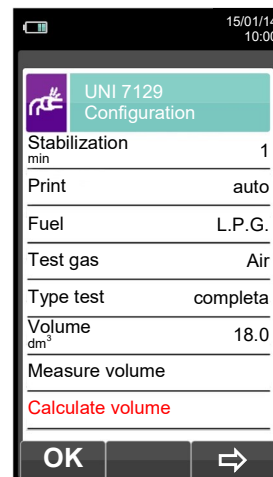 15/01/14
10:00
UNI 7129
Configuration
Stabilization 1
min
Print auto
Fuel L.P.G.
Test gas Air
Type test completa
Volume 18.0
dm³
Measure volume
Calculate volume
OK